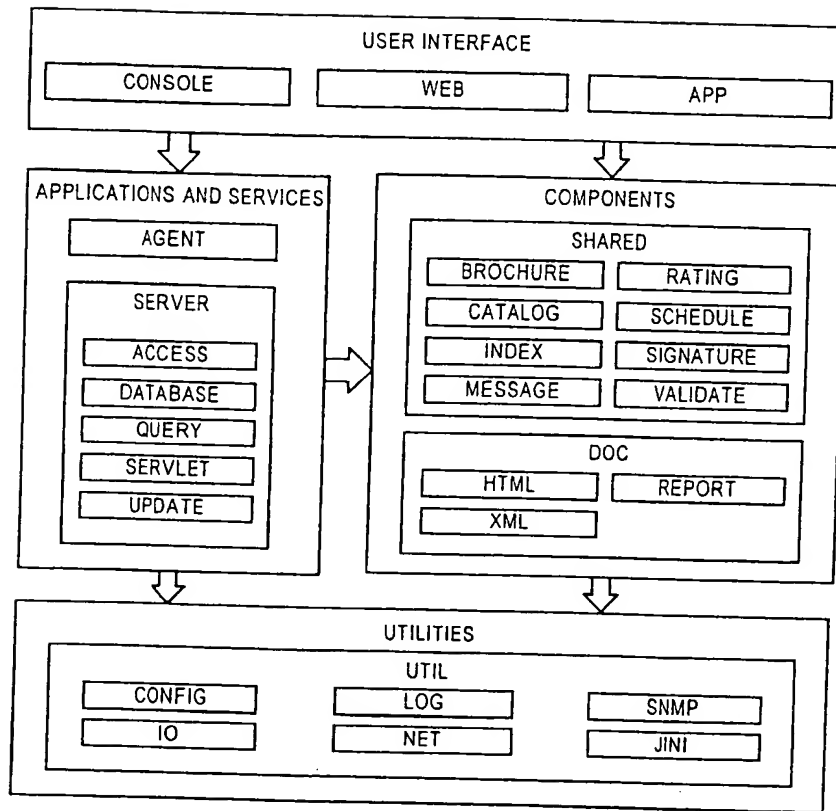 USER INTERFACE
CONSOLE
WEB
APP
APPLICATIONS AND SERVICES
AGENT
SERVER
ACCESS
DATABASE
QUERY
SERVLET
UPDATE
COMPONENTS
SHARED
BROCHURE
RATING
CATALOG
SCHEDULE
INDEX
SIGNATURE
MESSAGE
VALIDATE
DOC
HTML
REPORT
XML
UTILITIES
UTIL
CONFIG
LOG
SNMP
IO
NET
JINI